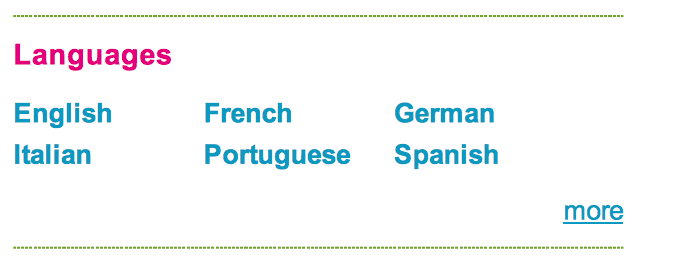 Languages
English French German
Italian Portuguese Spanish
more